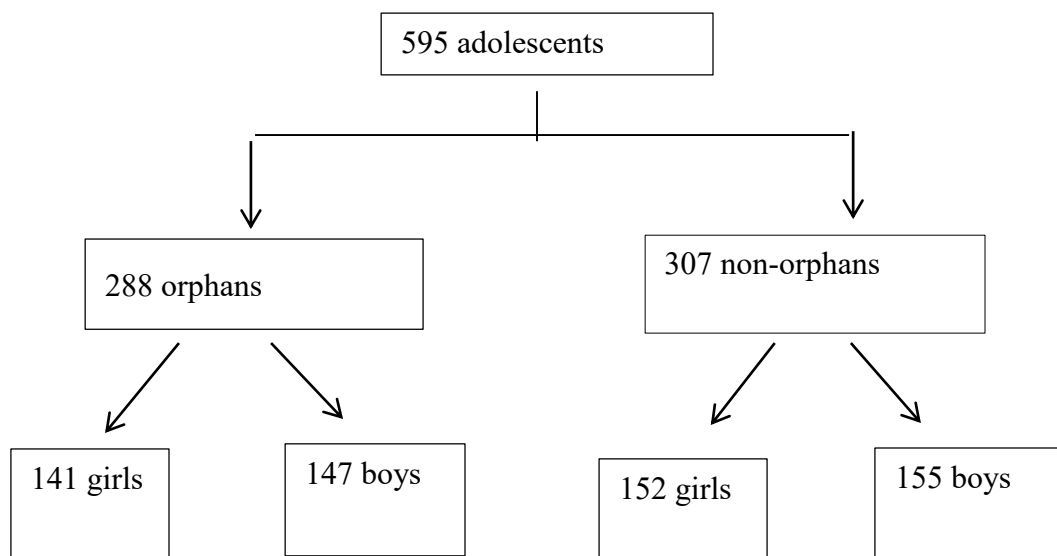 595 adolescents
288 orphans
307 non-orphans
141 girls
147 boys
152 girls
155 boys